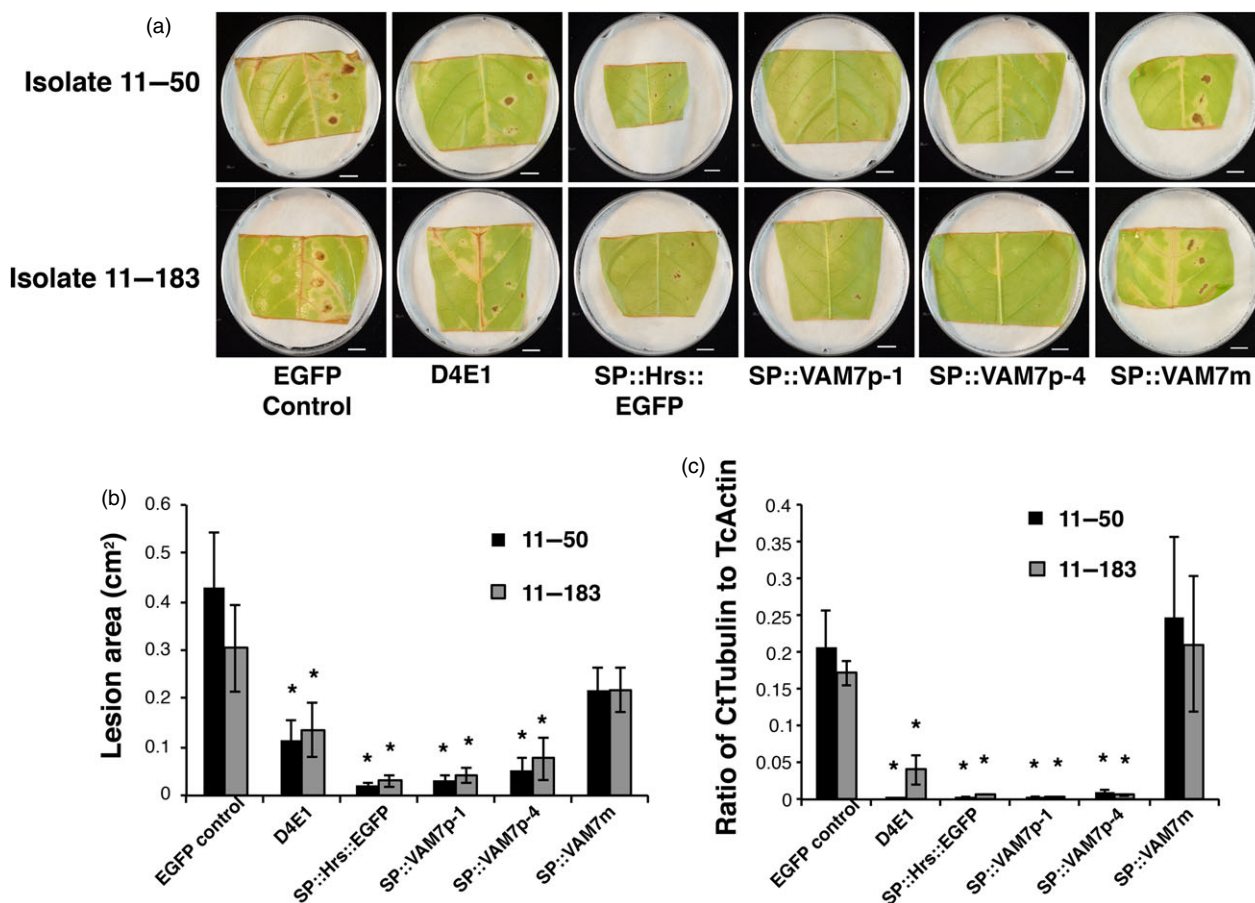 (a)
Isolate 11–50
Isolate 11–183
EGFP
Control
D4E1
SP::Hrs::
EGFP
SP::VAM7p-1
SP::VAM7p-4
SP::VAM7m
(b)
Lesion area (cm²)
0.6
0.5
0.4
0.3
0.2
0.1
0
11–50
11–183
* * * * * * * *
EGFP control
D4E1
SP::Hrs::EGFP
SP::VAM7p-1
SP::VAM7p-4
SP::VAM7m
(c)
Ratio of CtTubulin to TcActin
0.4
0.35
0.3
0.25
0.2
0.15
0.1
0.05
0
11–50
11–183
* * * * * * * *
EGFP control
D4E1
SP::Hrs::EGFP
SP::VAM7p-1
SP::VAM7p-4
SP::VAM7m